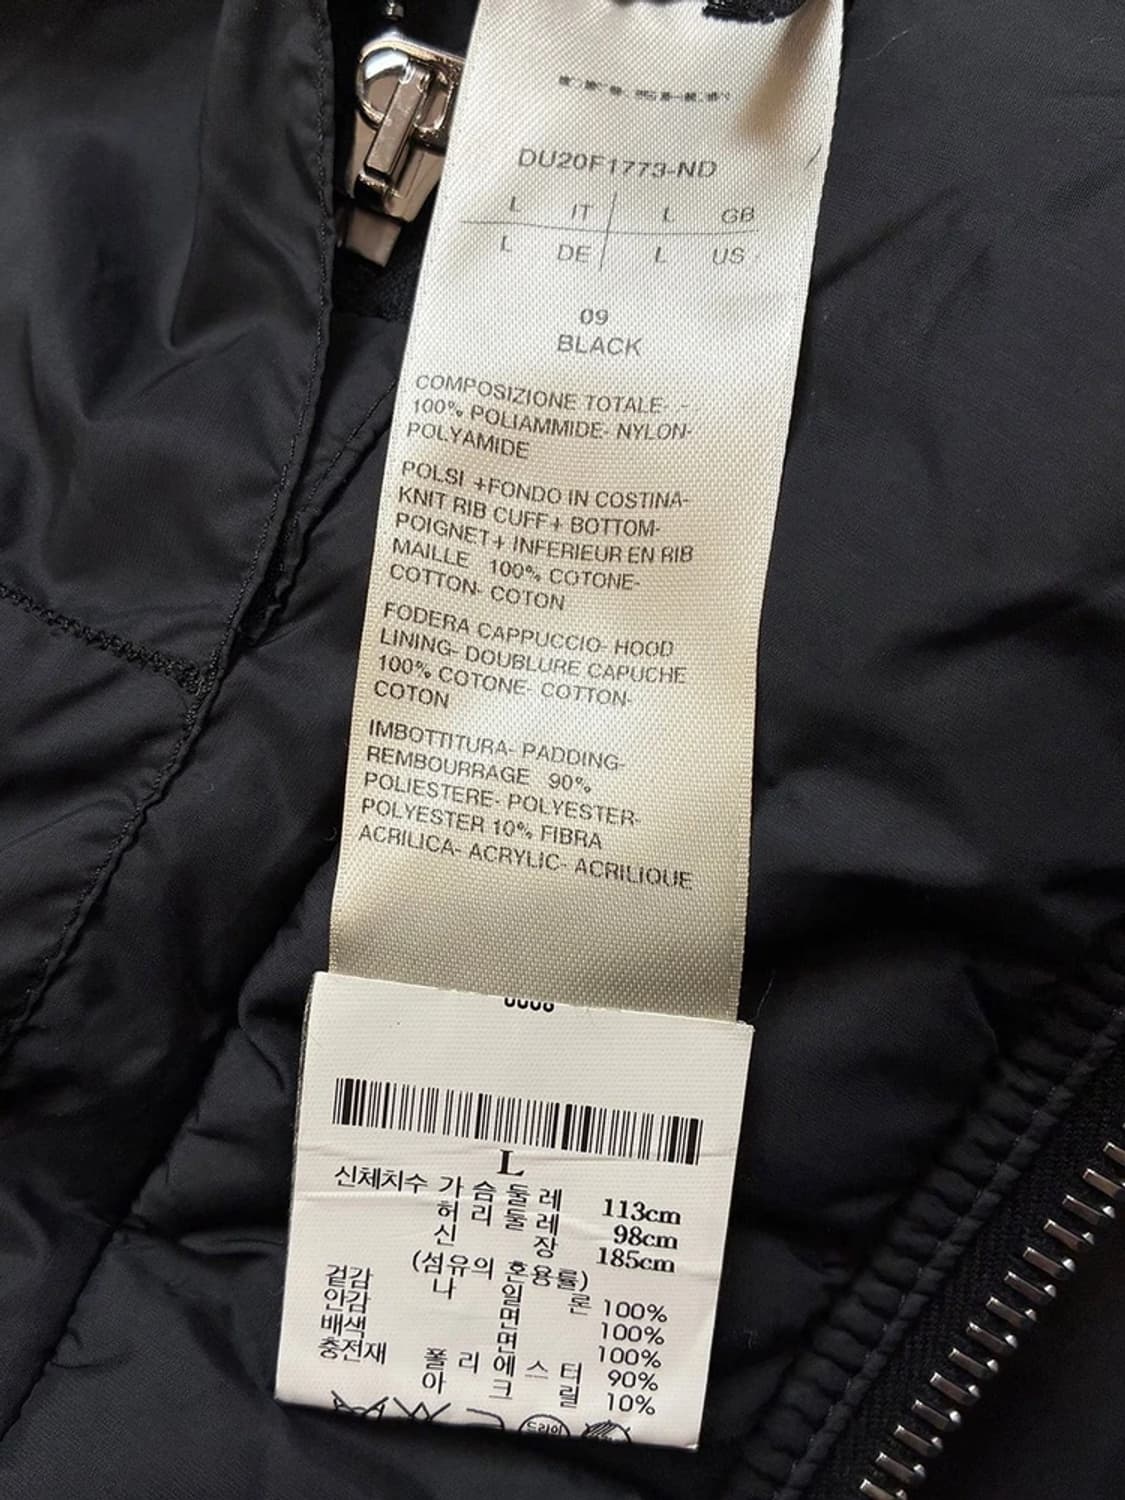 DU20F1773-ND
L IT L GB
L DE L US
09
BLACK
COMPOSIZIONE TOTALE- .-
100% POLIAMMIDE- NYLON-
POLYAMIDE
POLSI +FONDO IN COSTINA-
KNIT RIB CUFF+ BOTTOM-
POIGNET+ INFERIEUR EN RIB
MAILLE 100% COTONE-
COTTON- COTON
FODERA CAPPUCCIO- HOOD
LINING- DOUBLURE CAPUCHE
100% COTONE- COTTON-
COTON
IMBOTTITURA- PADDING-
REMBOURRAGE 90%
POLIESTERE- POLYESTER-
POLYESTER 10% FIBRA
ACRILICA- ACRYLIC- ACRILIQUE
L
신체치수 가슴둘레 113cm
허리둘레 98cm
신장 185cm
(섬유의 혼용률)
겉감 나일론 100%
안감 면 100%
배색 면 100%
충전재 폴리에스터 90%
아크릴 10%
드라이